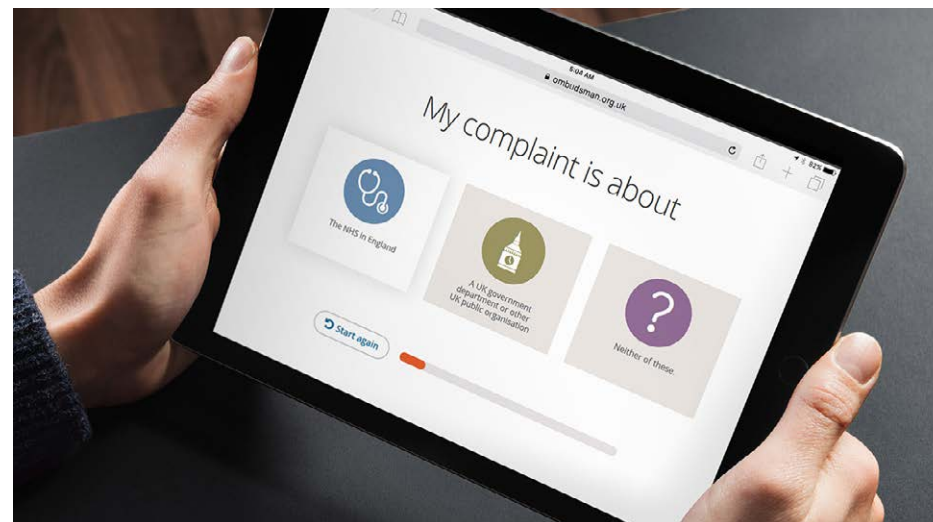 5:04 AM
ombudsman.org.uk
82%
My complaint is about
The NHS in England
A UK government
department or other
UK public organisation
?
Neither of these.
Start again